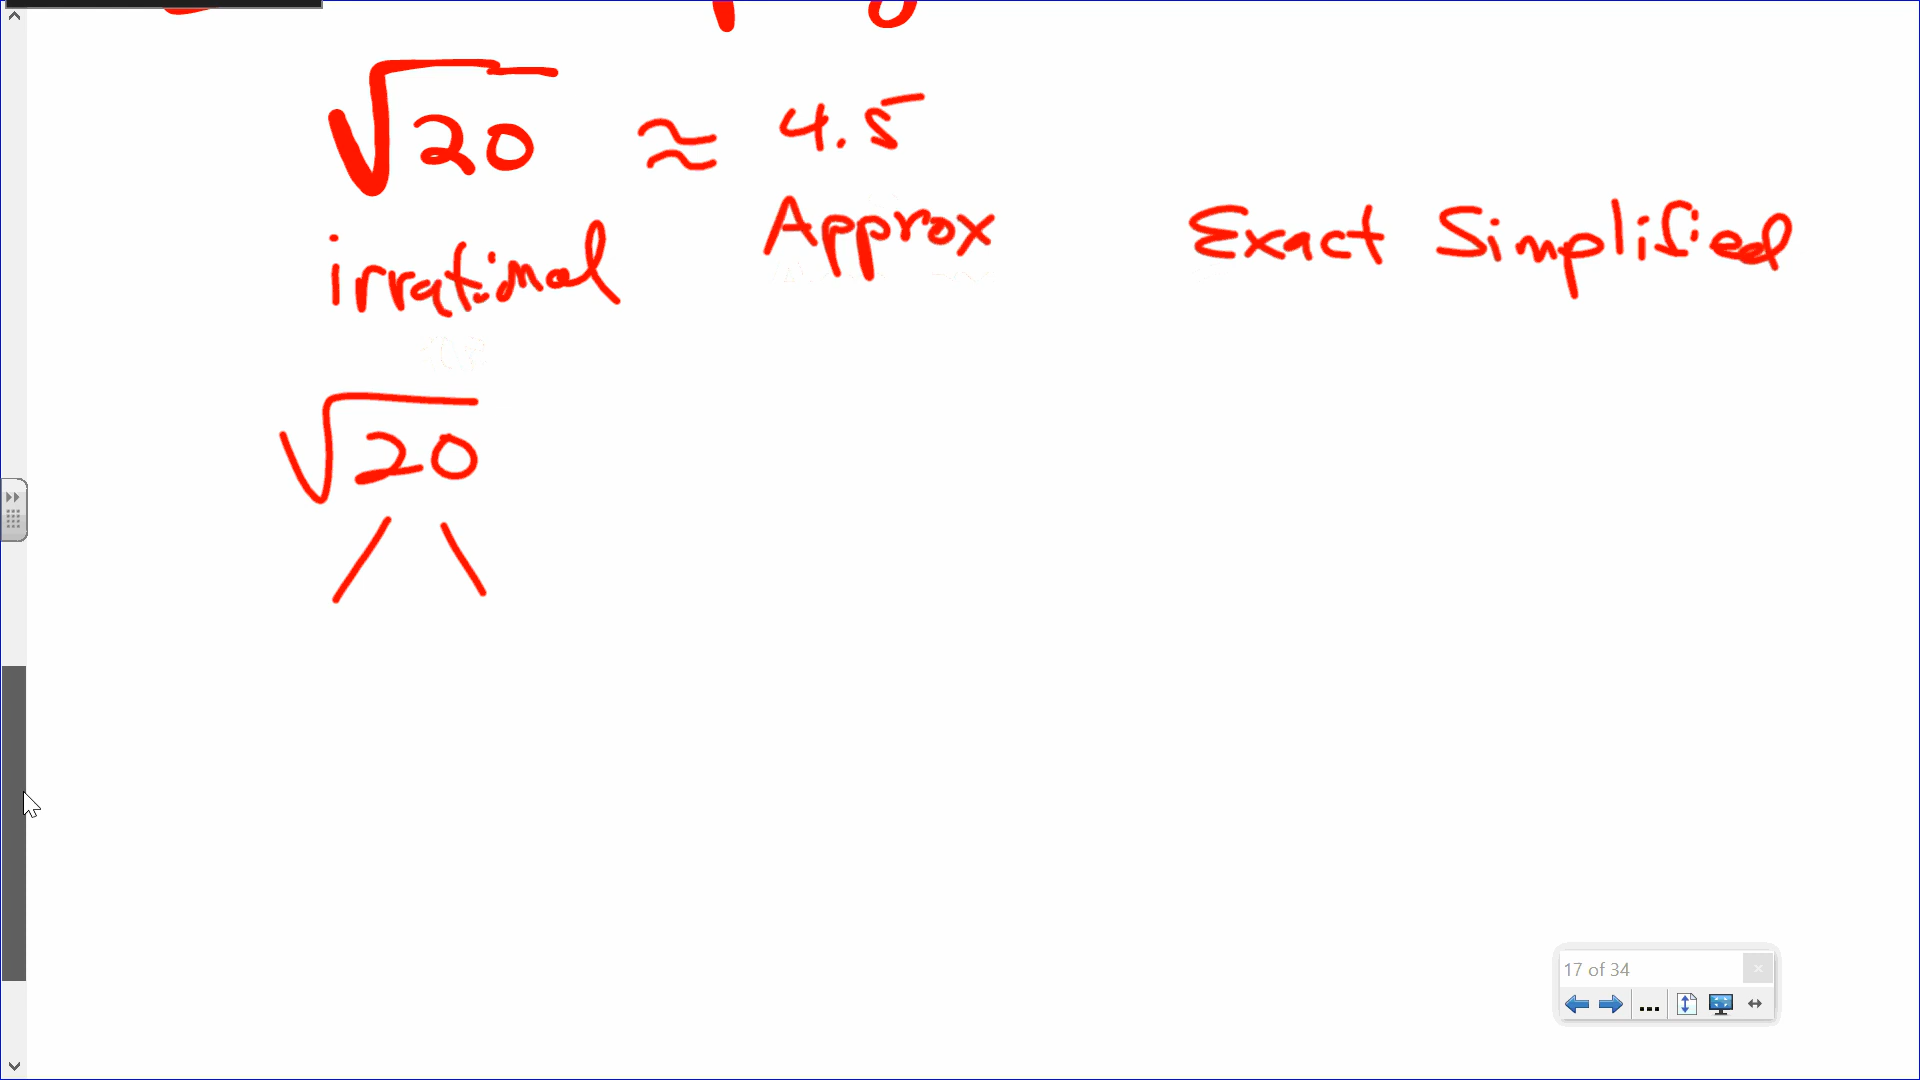 √20 ≈ 4.5
irrational Approx Exact Simplified
√20
17 of 34